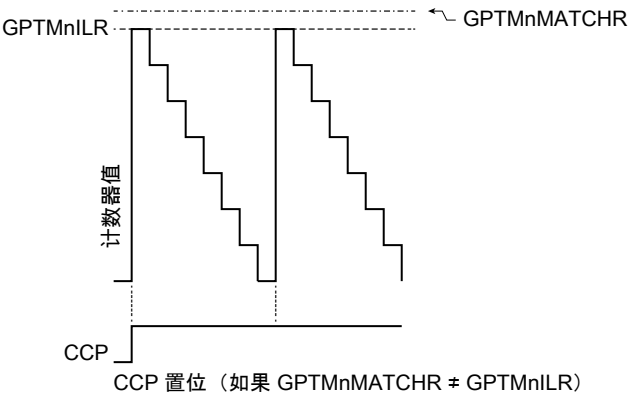 GPTMnMATCHR
GPTMnILR
计数器值
CCP
CCP 置位（如果 GPTMnMATCHR ≠ GPTMnILR）